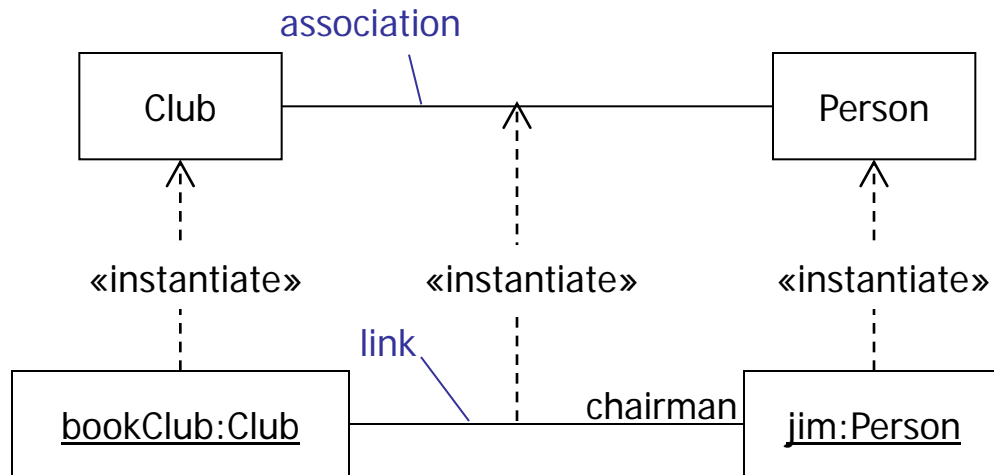 association
Club
Person
«instantiate»
«instantiate»
«instantiate»
link
chairman
bookClub:Club
jim:Person